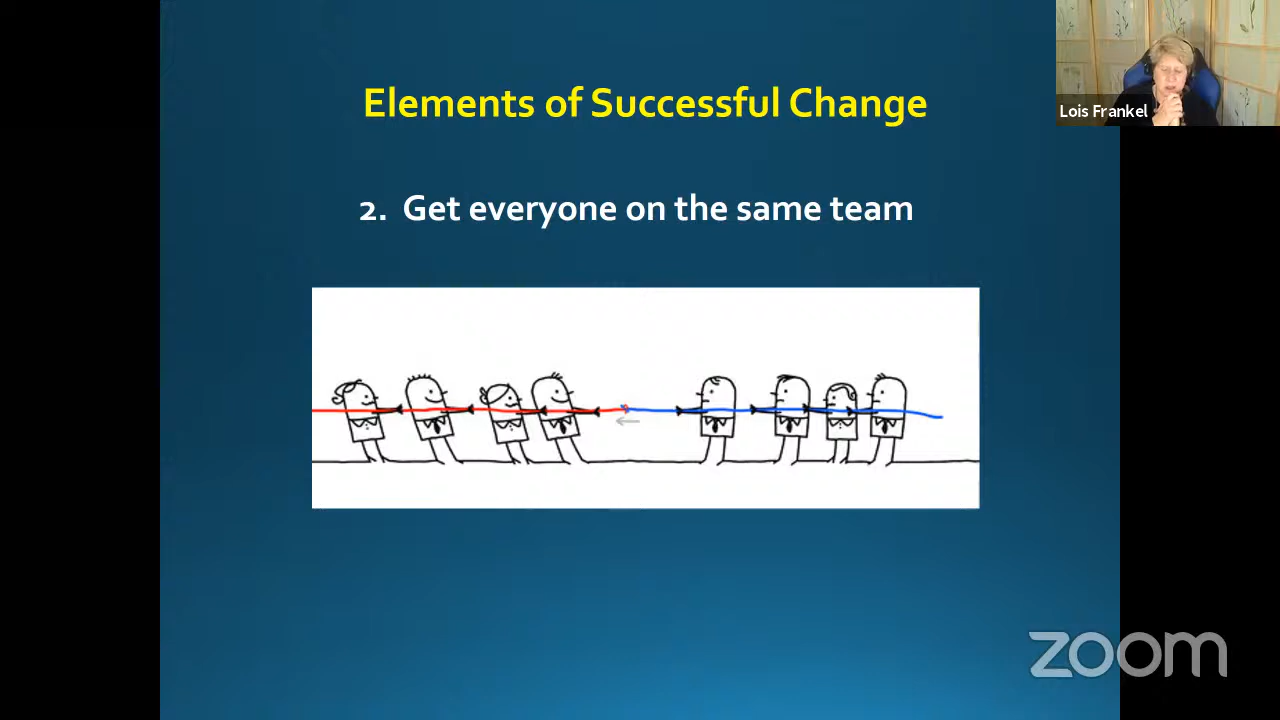 Elements of Successful Change
Lois Frankel
2. Get everyone on the same team
zoom